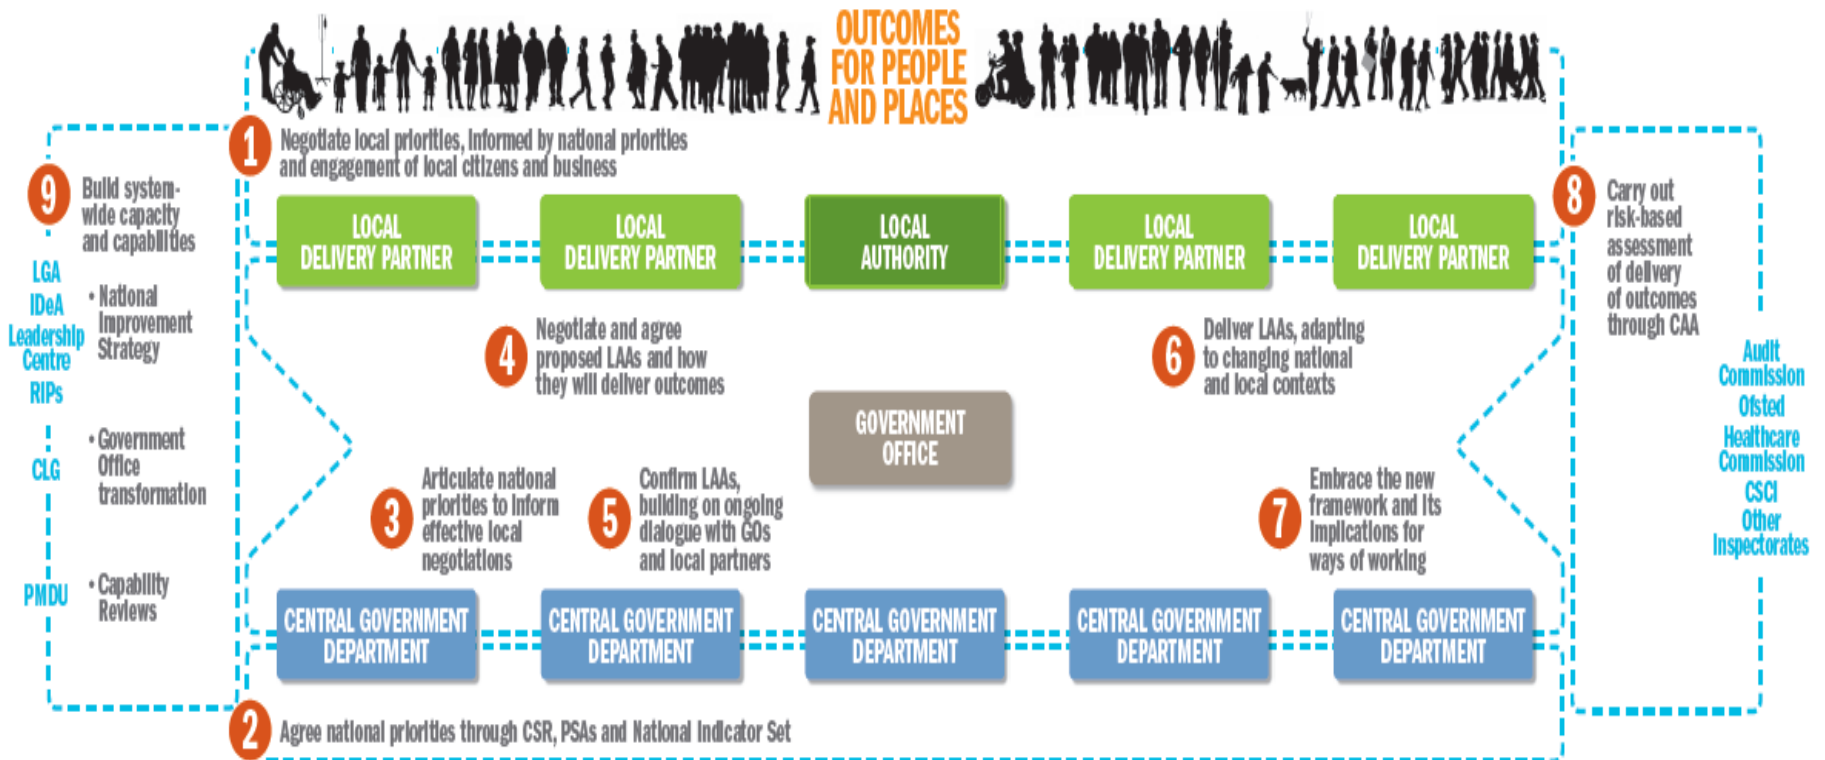 OUTCOMES
FOR PEOPLE
AND PLACES
1
Negotiate local priorities, informed by national priorities
and engagement of local citizens and business
9
Build system-
wide capacity
and capabilities
LGA
IDeA
Leadership
Centre
RIPs
• National
Improvement
Strategy
CLG
• Government
Office
transformation
PMDU
• Capability
Reviews
LOCAL
DELIVERY PARTNER
LOCAL
DELIVERY PARTNER
LOCAL
AUTHORITY
LOCAL
DELIVERY PARTNER
LOCAL
DELIVERY PARTNER
4
Negotiate and agree
proposed LAAs and how
they will deliver outcomes
6
Deliver LAAs, adapting
to changing national
and local contexts
GOVERNMENT
OFFICE
3
Articulate national
priorities to inform
effective local
negotiations
5
Confirm LAAs,
building on ongoing
dialogue with GOs
and local partners
7
Embrace the new
framework and its
implications for
ways of working
CENTRAL GOVERNMENT
DEPARTMENT
CENTRAL GOVERNMENT
DEPARTMENT
CENTRAL GOVERNMENT
DEPARTMENT
CENTRAL GOVERNMENT
DEPARTMENT
CENTRAL GOVERNMENT
DEPARTMENT
2
Agree national priorities through CSR, PSAs and National Indicator Set
8
Carry out
risk-based
assessment
of delivery
of outcomes
through CAA
Audit
Commission
Ofsted
Healthcare
Commission
CSCI
Other
Inspectorates